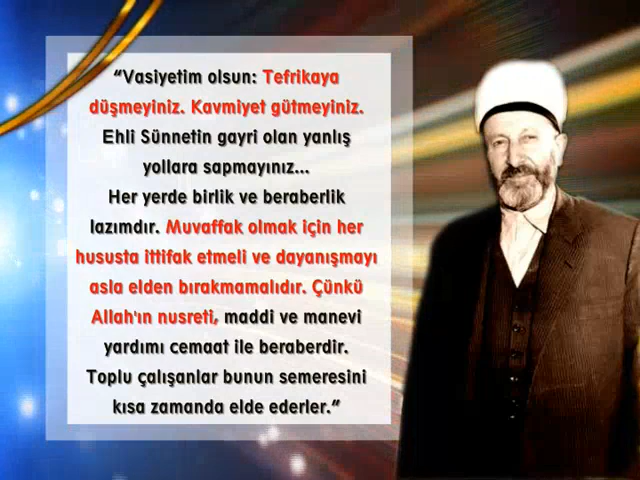 “Vasiyetim olsun: Tefrikaya
düşmeyiniz. Kavmiyet gütmeyiniz.
Ehli Sünnetin gayri olan yanlış
yollara sapmayınız...
Her yerde birlik ve beraberlik
lazımdır. Muvaffak olmak için her
hususta ittifak etmeli ve dayanışmayı
asla elden bırakmamalıdır. Çünkü
Allah'ın nusreti, maddi ve manevi
yardımı cemaat ile beraberdir.
Toplu çalışanlar bunun semeresini
kısa zamanda elde ederler.”